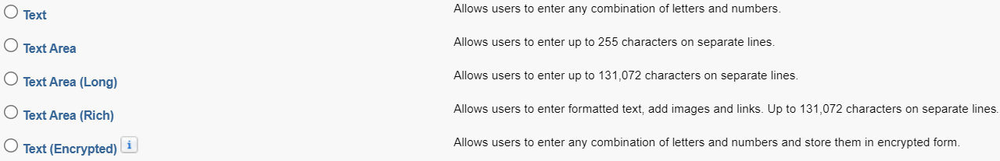 Text Allows users to enter any combination of letters and numbers.
Text Area Allows users to enter up to 255 characters on separate lines.
Text Area (Long) Allows users to enter up to 131,072 characters on separate lines.
Text Area (Rich) Allows users to enter formatted text, add images and links. Up to 131,072 characters on separate lines.
Text (Encrypted) i Allows users to enter any combination of letters and numbers and store them in encrypted form.